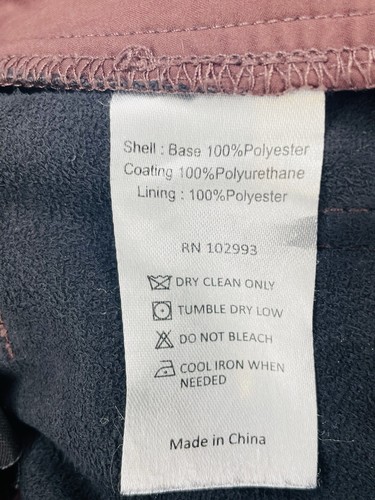 Shell : Base 100%Polyester
Coating 100%Polyurethane
Lining : 100%Polyester
RN 102993
DRY CLEAN ONLY
TUMBLE DRY LOW
DO NOT BLEACH
COOL IRON WHEN
NEEDED
Made in China